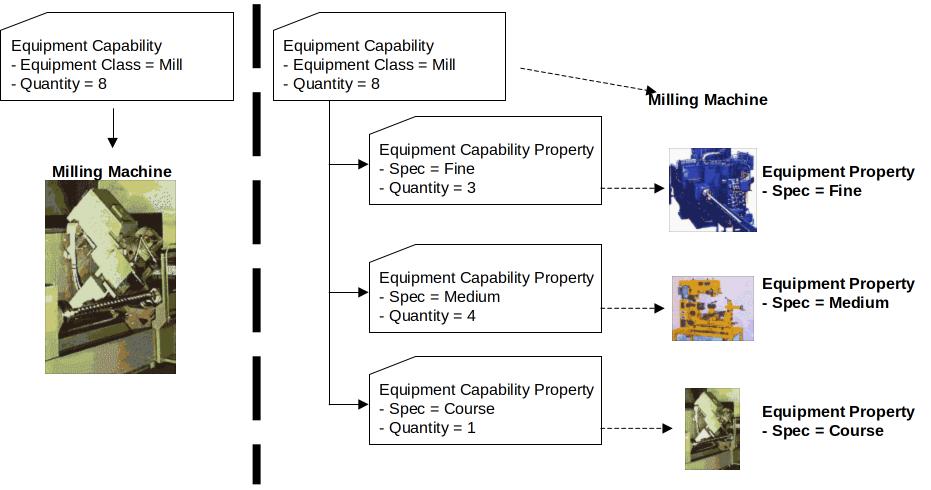 Equipment Capability
- Equipment Class = Mill
- Quantity = 8
Milling Machine
Equipment Capability
- Equipment Class = Mill
- Quantity = 8
Milling Machine
Equipment Capability Property
- Spec = Fine
- Quantity = 3
Equipment Property
- Spec = Fine
Equipment Capability Property
- Spec = Medium
- Quantity = 4
Equipment Property
- Spec = Medium
Equipment Capability Property
- Spec = Course
- Quantity = 1
Equipment Property
- Spec = Course